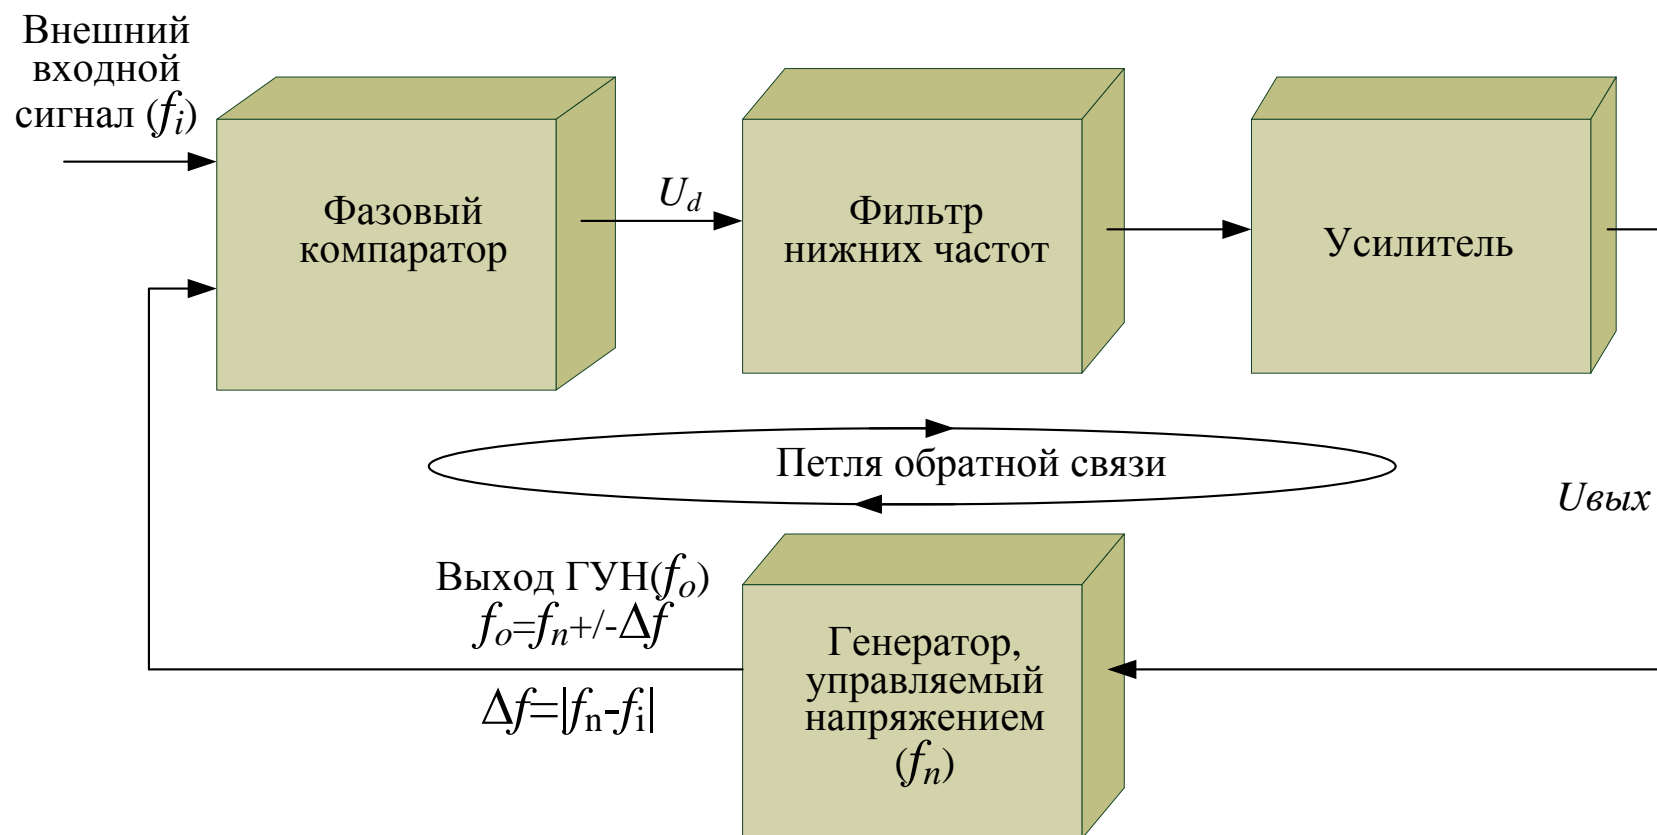 Внешний
входной
сигнал (fi)
Фазовый
компаратор
Ud
Фильтр
нижних частот
Усилитель
Петля обратной связи
Uвых
Выход ГУН(fo)
fo=fn+/-Δf
Δf=|fn-fi|
Генератор,
управляемый
напряжением
(fn)